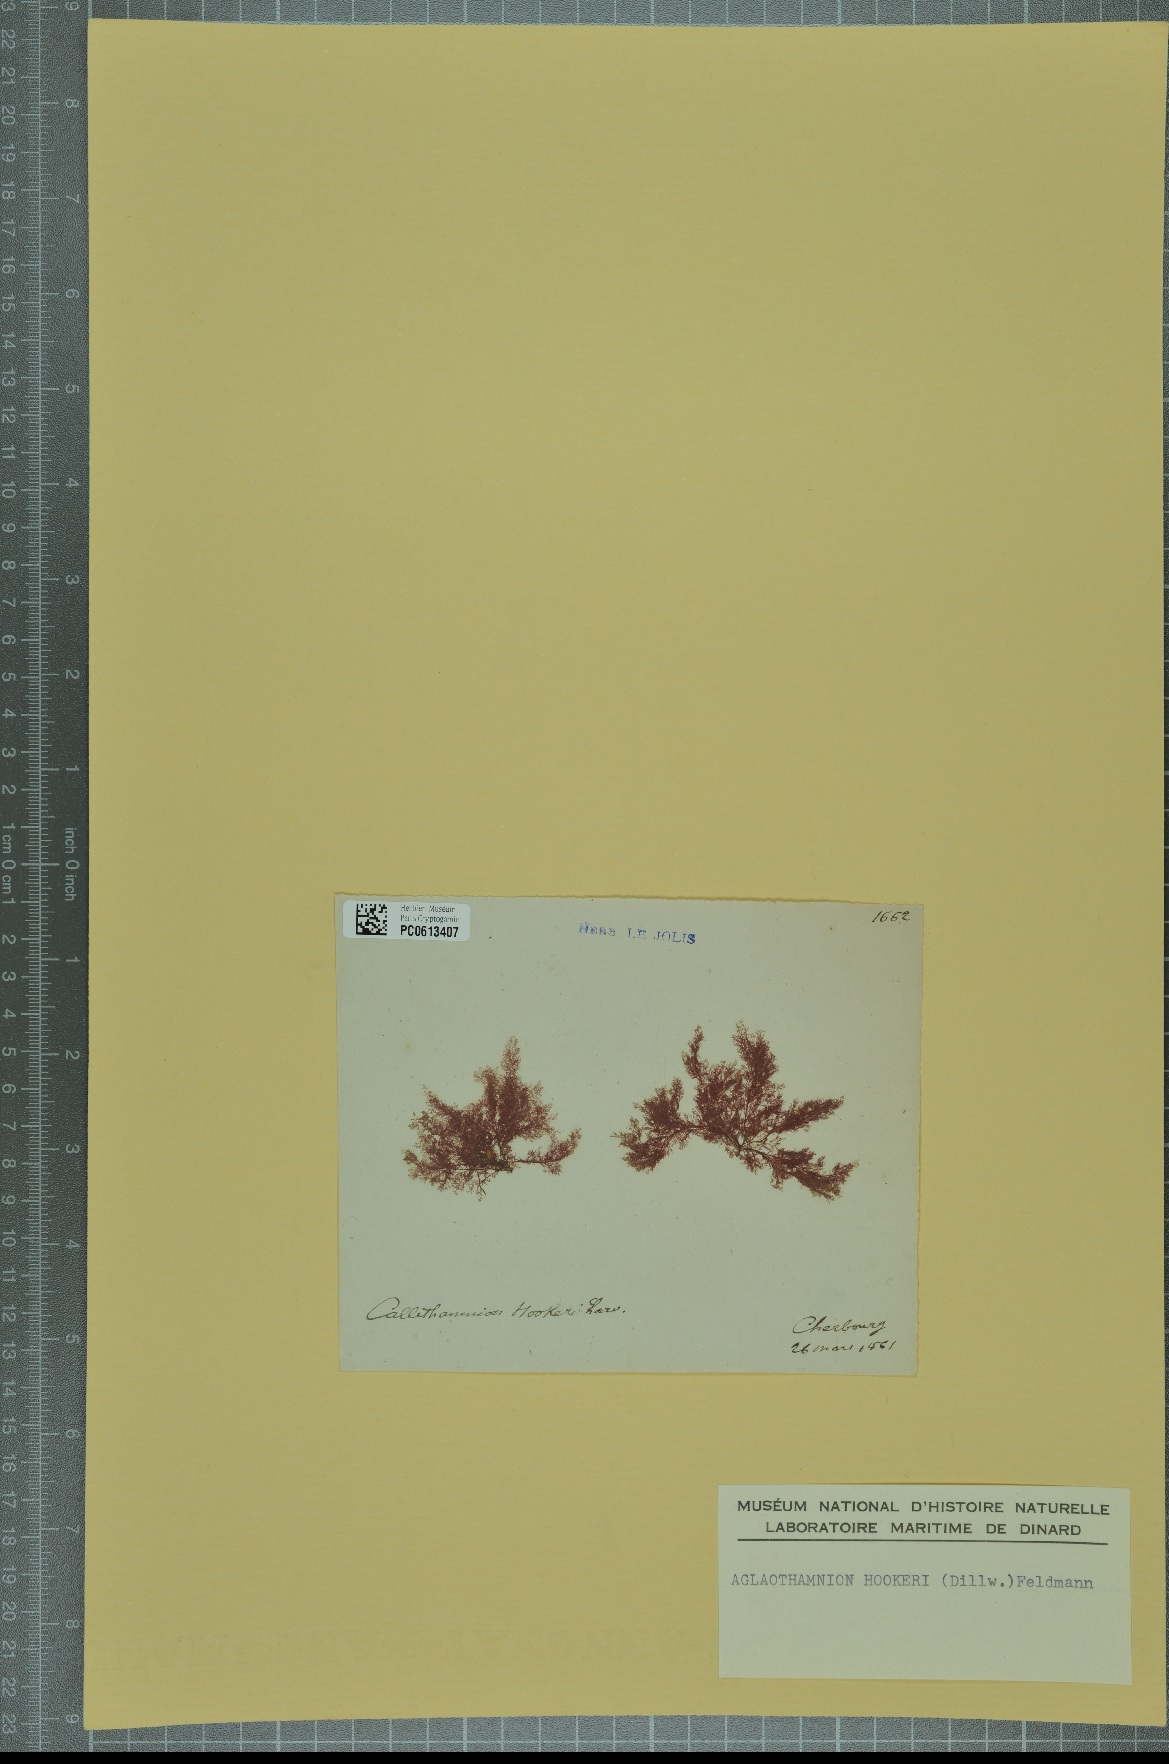 Herbier Muséum
Paris Cryptogamie
PC0613407
HERB. LE JOLIS
1662
Callithamnion Hookeri Harv.
Cherbourg
26 mars 1861
MUSÉUM NATIONAL D'HISTOIRE NATURELLE
LABORATOIRE MARITIME DE DINARD
AGLAOTHAMNION HOOKERI (Dillw.)Feldmann